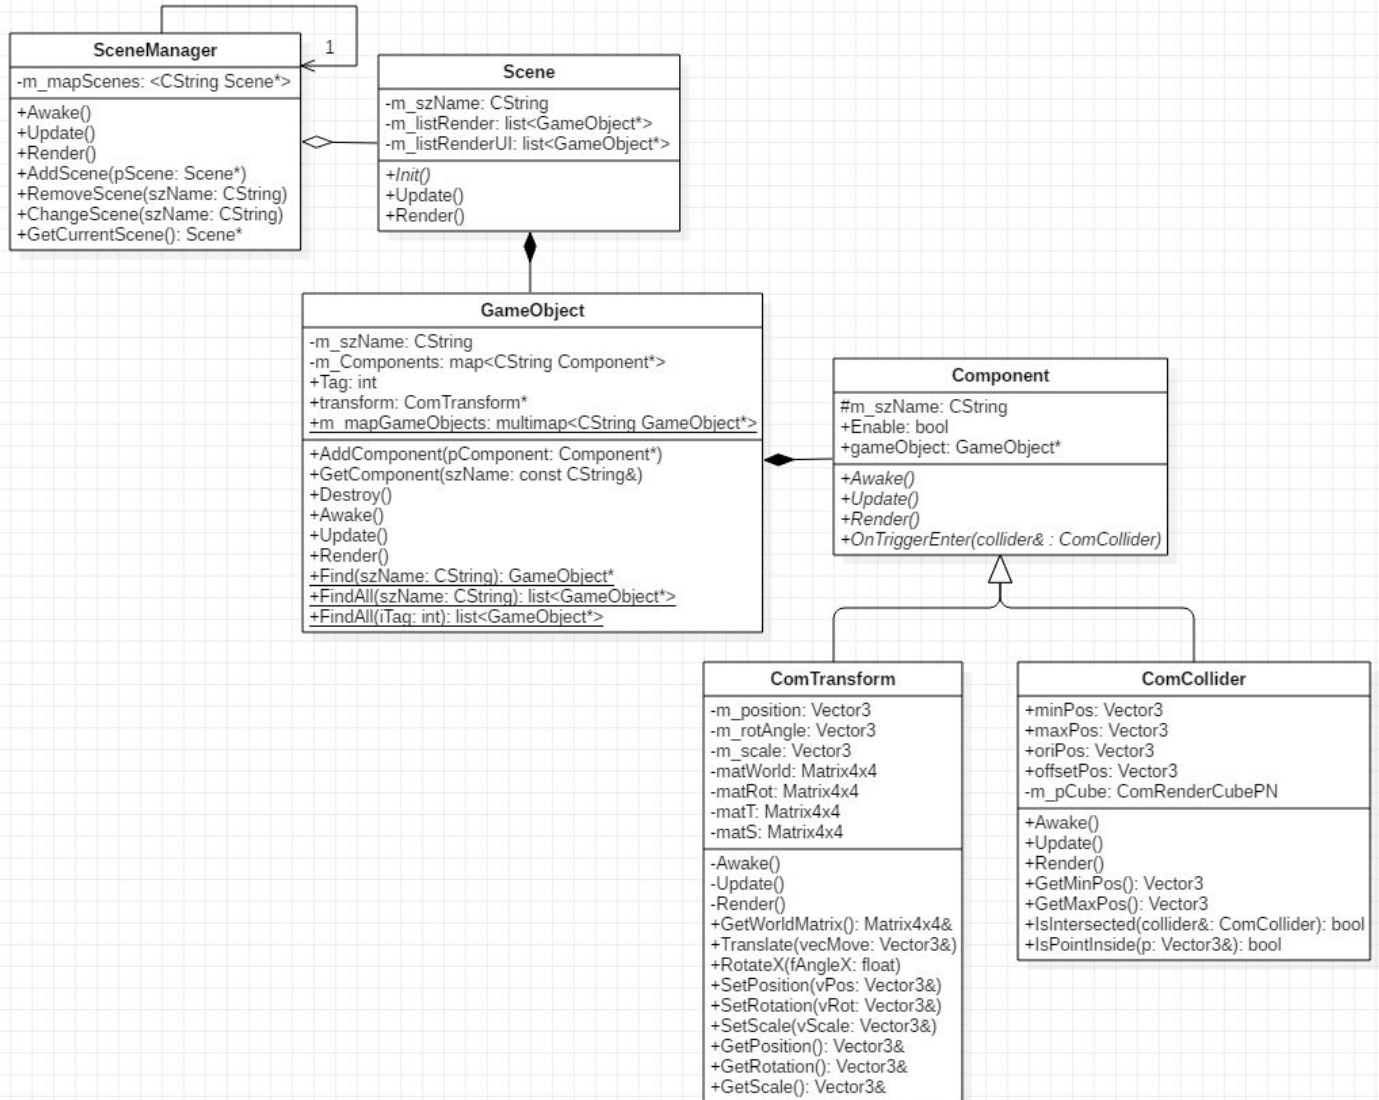 1
SceneManager
-m_mapScenes: <CString Scene*>
+Awake()
+Update()
+Render()
+AddScene(pScene: Scene*)
+RemoveScene(szName: CString)
+ChangeScene(szName: CString)
+GetCurrentScene(): Scene*
Scene
-m_szName: CString
-m_listRender: list<GameObject*>
-m_listRenderUI: list<GameObject*>
+Init()
+Update()
+Render()
GameObject
-m_szName: CString
-m_Components: map<CString Component*>
+Tag: int
+transform: ComTransform*
+m_mapGameObjects: multimap<CString GameObject*>
+AddComponent(pComponent: Component*)
+GetComponent(szName: const CString&)
+Destroy()
+Awake()
+Update()
+Render()
+Find(szName: CString): GameObject*
+FindAll(szName: CString): list<GameObject*>
+FindAll(iTag: int): list<GameObject*>
Component
#m_szName: CString
+Enable: bool
+gameObject: GameObject*
+Awake()
+Update()
+Render()
+OnTriggerEnter(collider& : ComCollider)
ComTransform
-m_position: Vector3
-m_rotAngle: Vector3
-m_scale: Vector3
-matWorld: Matrix4x4
-matRot: Matrix4x4
-matT: Matrix4x4
-matS: Matrix4x4
-Awake()
-Update()
-Render()
+GetWorldMatrix(): Matrix4x4&
+Translate(vecMove: Vector3&)
+RotateX(fAngleX: float)
+SetPosition(vPos: Vector3&)
+SetRotation(vRot: Vector3&)
+SetScale(vScale: Vector3&)
+GetPosition(): Vector3&
+GetRotation(): Vector3&
+GetScale(): Vector3&
ComCollider
+minPos: Vector3
+maxPos: Vector3
+oriPos: Vector3
+offsetPos: Vector3
-m_pCube: ComRenderCubePN
+Awake()
+Update()
+Render()
+GetMinPos(): Vector3
+GetMaxPos(): Vector3
+IsIntersected(collider&: ComCollider): bool
+IsPointInside(p: Vector3&): bool